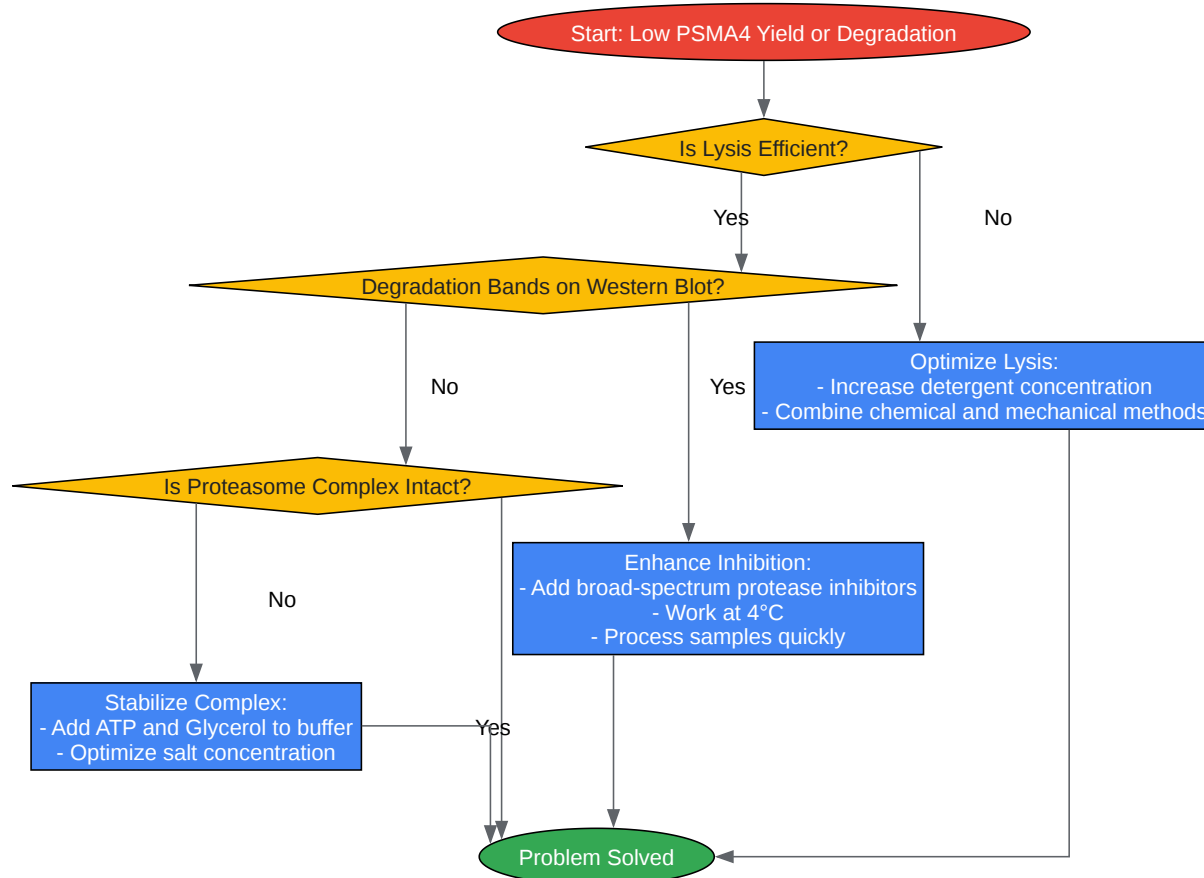 Start: Low PSMA4 Yield or Degradation
Is Lysis Efficient?
Yes
No
Degradation Bands on Western Blot?
Optimize Lysis:
- Increase detergent concentration
- Combine chemical and mechanical methods
No
Yes
Is Proteasome Complex Intact?
Enhance Inhibition:
- Add broad-spectrum protease inhibitors
- Work at 4°C
- Process samples quickly
No
Stabilize Complex:
- Add ATP and Glycerol to buffer
- Optimize salt concentration
Yes
Problem Solved